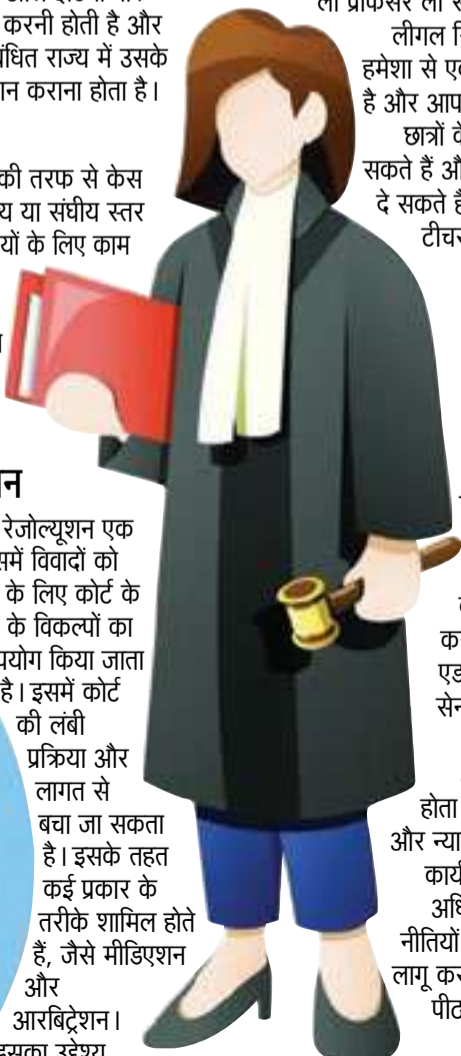 करनी होती है और
बंधित राज्य में उसके
कराना होता है।
की तरफ से केस
य या संघीय स्तर
यों के लिए काम
न
रेजोल्यूशन एक
समें विवादों को
के लिए कोर्ट के
के विकल्पों का
पयोग किया जाता
है। इसमें कोर्ट
की लंबी
प्रक्रिया और
लागत से
बचा जा सकता
है। इसके तहत
कई प्रकार के
तरीके शामिल होते
हैं, जैसे मीडिएशन
और
आरबिट्रेशन।
इसका उद्देश्य
लॉ प्रोफेसर लॉ स्
लीगल
हमेशा से ए
है और आप
छात्रों के
सकते हैं औ
दे सकते हैं
टीचर
क
एड
सेन
होता
और न्या
कार्य
अधि
नीतियों
लागू कर
पीठ